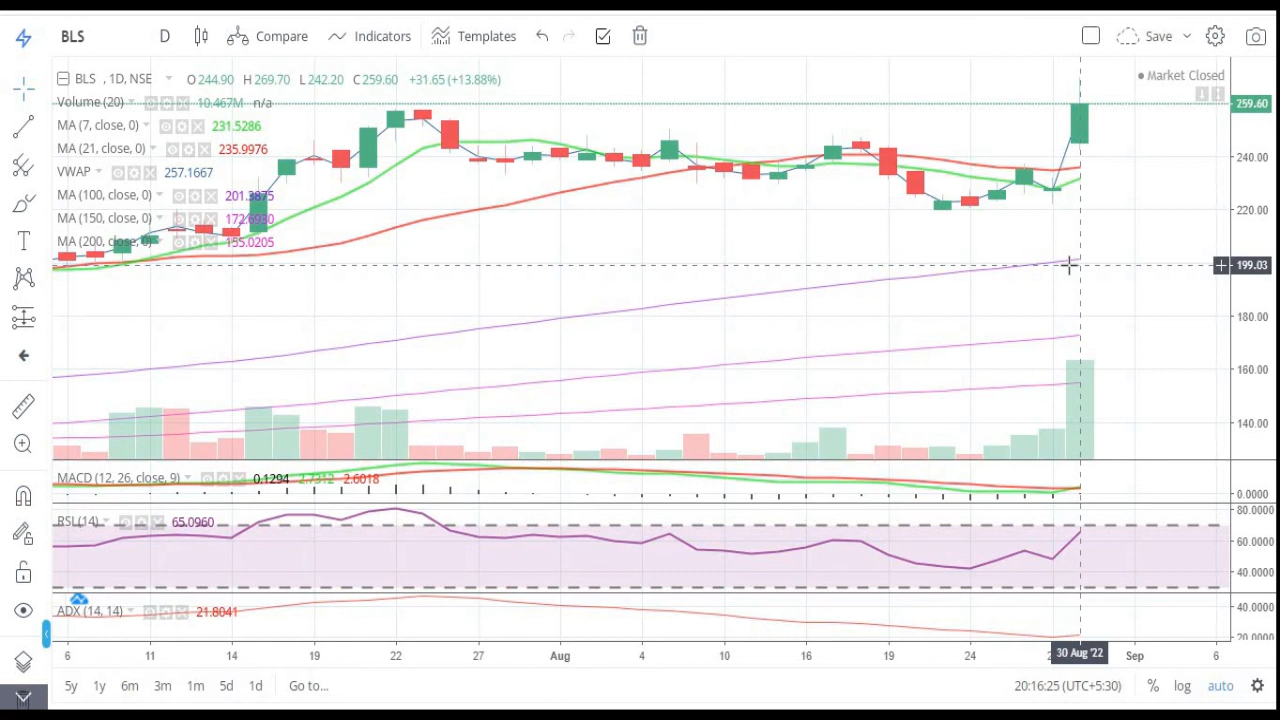 BLS D Compare Indicators Templates Save
BLS , 1D, NSE O 244.90 H 269.70 L 242.20 C 259.60 +31.65 (+13.88%)
Market Closed
Volume (20) 10.467M n/a
259.60
MA (7, close, 0) 231.5286
MA (21, close, 0) 235.9976
240.00
VWAP 257.1667
MA (100, close, 0) 201.3875
220.00
MA (150, close, 0) 172.6930
MA (200, close, 0) 155.0205
199.03
180.00
160.00
140.00
MACD (12, 26, close, 9) 0.1294 2.7312 2.6018
0.0000
80.0000
RSI (14) 65.0960
60.0000
40.0000
ADX (14, 14) 21.8041
40.0000
20.0000
6 11 14 19 22 27 Aug 4 10 16 19 24 30 Aug '22 Sep 6
5y 1y 6m 3m 1m 5d 1d Go to... 20:16:25 (UTC+5:30) % log auto